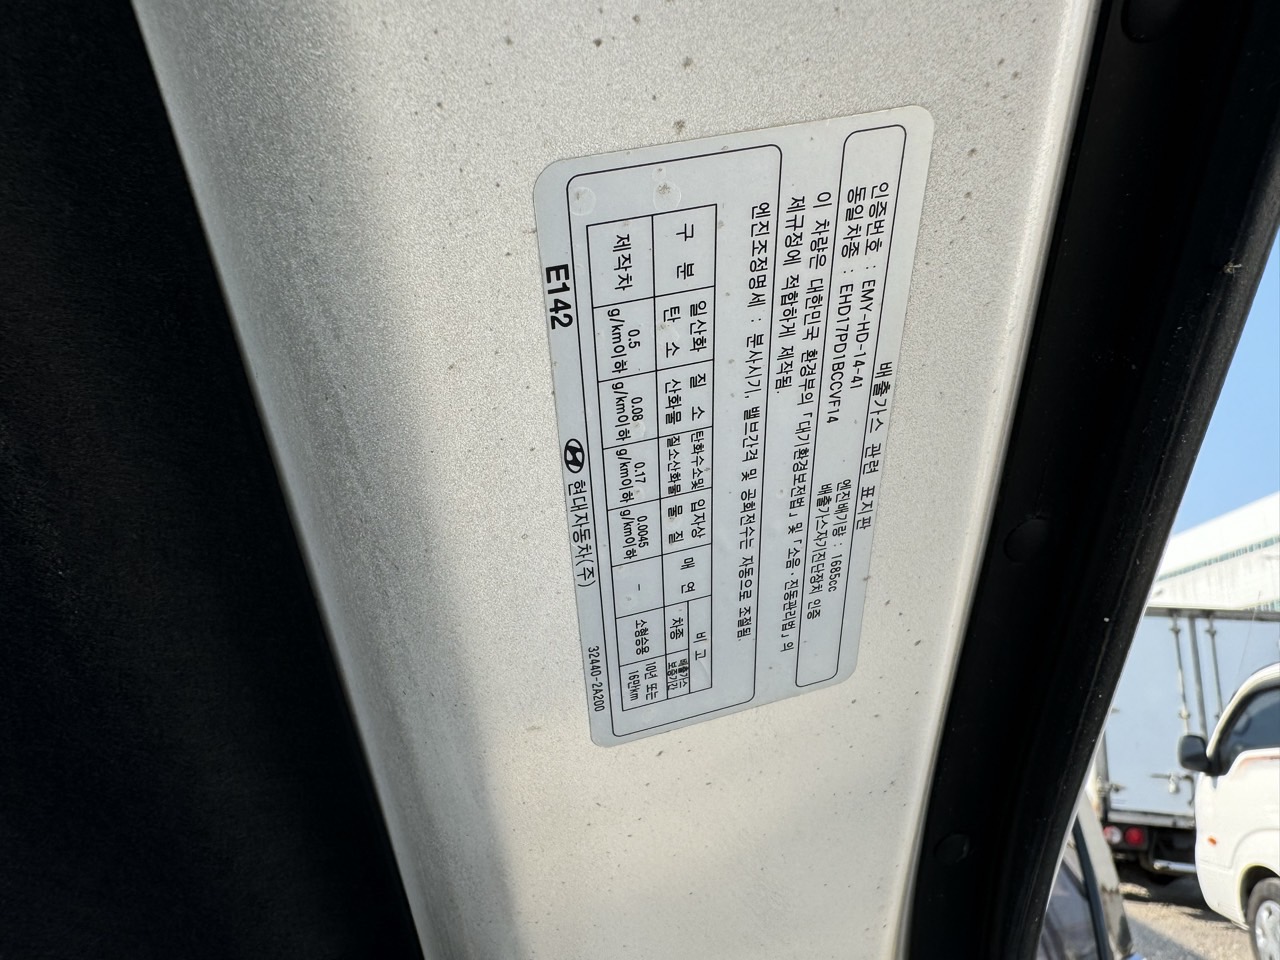 배출가스 관련 표지판
인증번호 : EMY-HD-14-41
엔진배기량 : 1685cc
동일차종 : EHD17PD1BCCVF14
배출가스자기진단장치 인증
이 차량은 대한민국 환경부의 「대기환경보전법」 및 「소음·진동관리법」의
제규정에 적합하게 제작됨.
엔진조정명세 : 분사시기, 밸브간격 및 공회전수는 자동으로 조절됨.
구 분 일산화탄 소 질 소산화물 탄화수소및질소산화물 입자상물 질 매 연 비 고
차종 배출가스보증기간
제작차 0.5g/km이하 0.08g/km이하 0.17g/km이하 0.0045g/km이하 - 소형승용 10년 또는16만km
E142 현대자동차(주) 32440-2A200